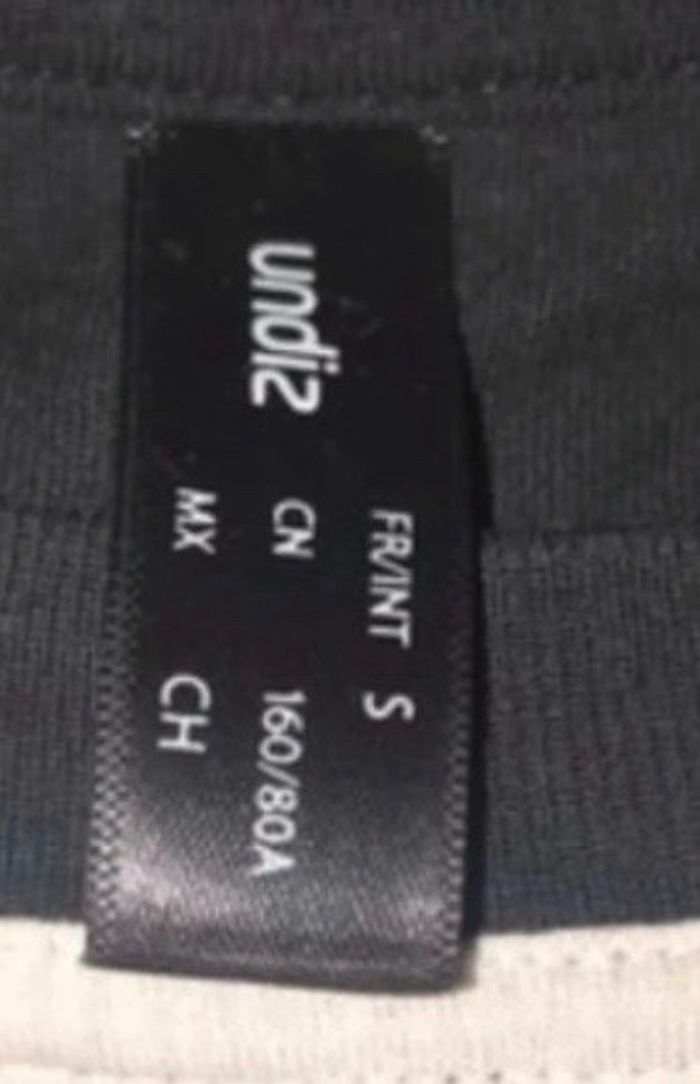 undiz
FR/INT S
CN 160/80A
MX CH